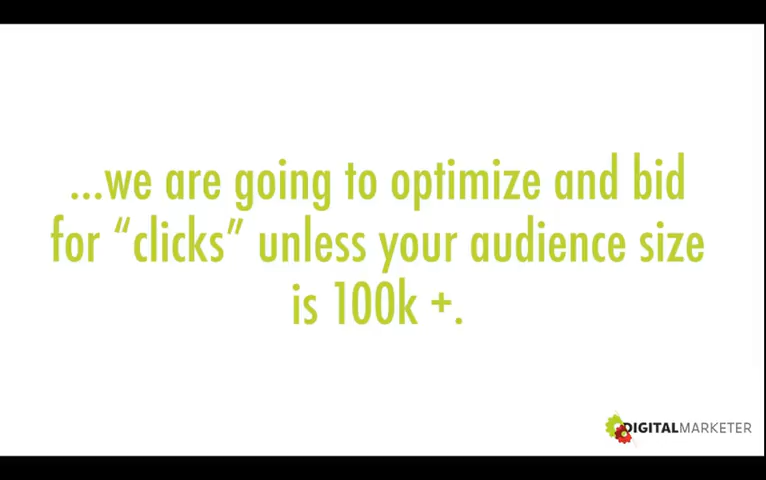 ...we are going to optimize and bid
for “clicks” unless your audience size
is 100k +.
DIGITALMARKETER